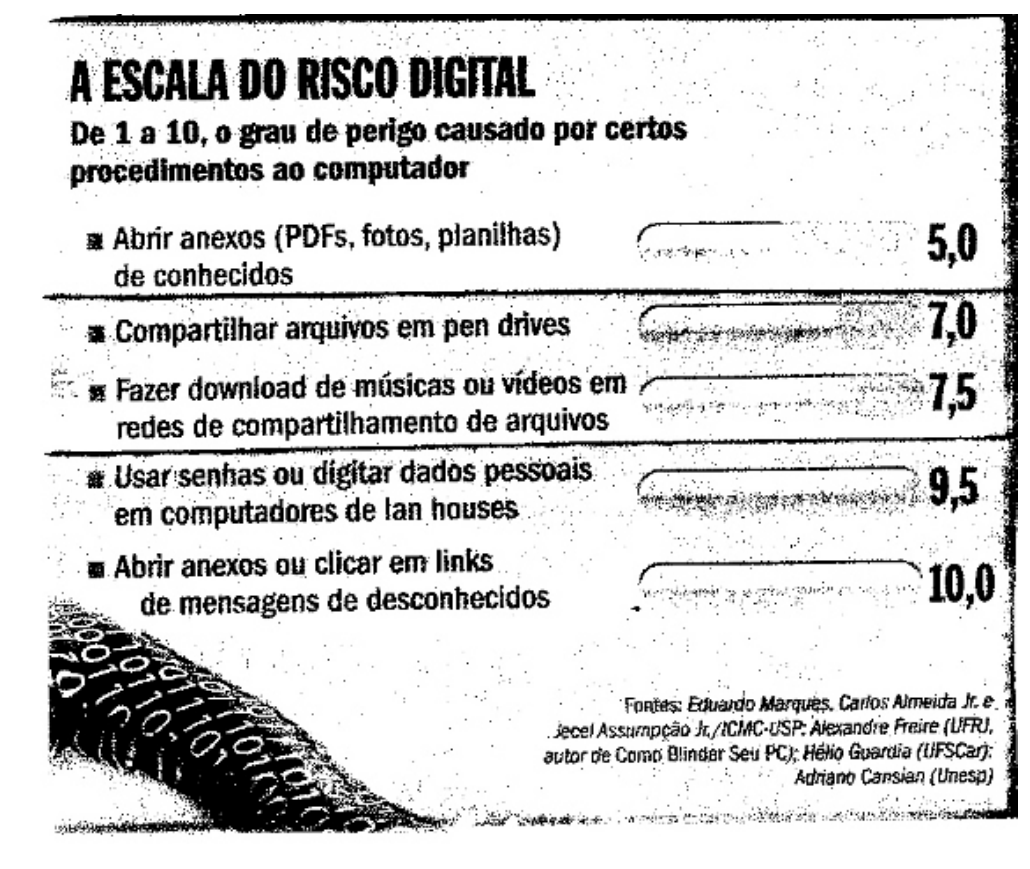 A ESCALA DO RISCO DIGITAL
De 1 a 10, o grau de perigo causado por certos
procedimentos ao computador
Abrir anexos (PDFs, fotos, planilhas)
de conhecidos
5,0
Compartilhar arquivos em pen drives
7,0
Fazer download de músicas ou vídeos em
redes de compartilhamento de arquivos
7,5
Usar senhas ou digitar dados pessoais
em computadores de lan houses
9,5
Abrir anexos ou clicar em links
de mensagens de desconhecidos
10,0
Fontes: Eduardo Marques, Carlos Almeida Jr. e
Jecel Assumpção Jr./ICMC-USP; Alexandre Freire (UFRJ,
autor de Como Blindar Seu PC); Hélio Guardia (UFSCar);
Adriano Cansian (Unesp)